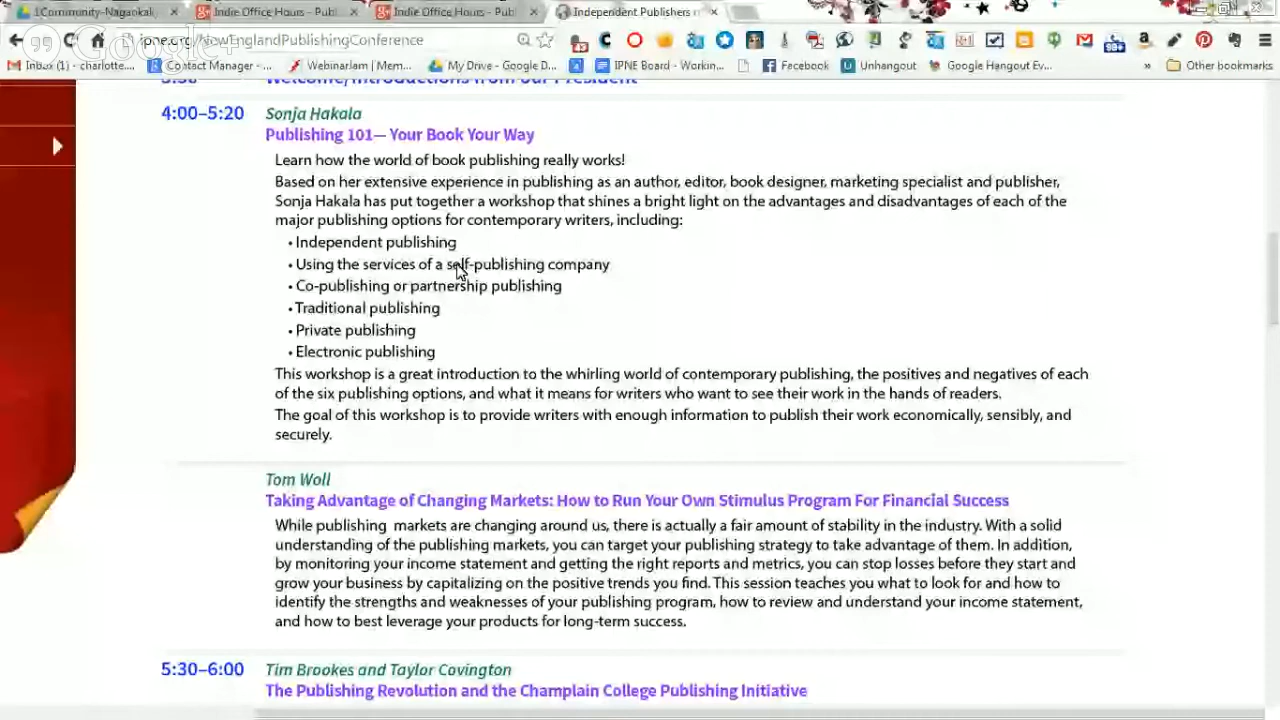 1Community-Nagaokak
Indie Office Hours - Publ
Indie Office Hours - Publ
Independent Publishers
Google+
ipne.org/NewEnglandPublishingConference
Inbox (1) - charlotte....
Contact Manager -...
Webinarlam | Mem...
My Drive - Google D...
IPNE Board - Workin...
Facebook
Unhangout
Google Hangout Ev...
»
Other bookmarks
Welcome/Introductions from our President
4:00–5:20
Sonja Hakala
Publishing 101— Your Book Your Way
Learn how the world of book publishing really works!
Based on her extensive experience in publishing as an author, editor, book designer, marketing specialist and publisher,
Sonja Hakala has put together a workshop that shines a bright light on the advantages and disadvantages of each of the
major publishing options for contemporary writers, including:
• Independent publishing
• Using the services of a self-publishing company
• Co-publishing or partnership publishing
• Traditional publishing
• Private publishing
• Electronic publishing
This workshop is a great introduction to the whirling world of contemporary publishing, the positives and negatives of each
of the six publishing options, and what it means for writers who want to see their work in the hands of readers.
The goal of this workshop is to provide writers with enough information to publish their work economically, sensibly, and
securely.
Tom Woll
Taking Advantage of Changing Markets: How to Run Your Own Stimulus Program For Financial Success
While publishing markets are changing around us, there is actually a fair amount of stability in the industry. With a solid
understanding of the publishing markets, you can target your publishing strategy to take advantage of them. In addition,
by monitoring your income statement and getting the right reports and metrics, you can stop losses before they start and
grow your business by capitalizing on the positive trends you find. This session teaches you what to look for and how to
identify the strengths and weaknesses of your publishing program, how to review and understand your income statement,
and how to best leverage your products for long-term success.
5:30–6:00
Tim Brookes and Taylor Covington
The Publishing Revolution and the Champlain College Publishing Initiative